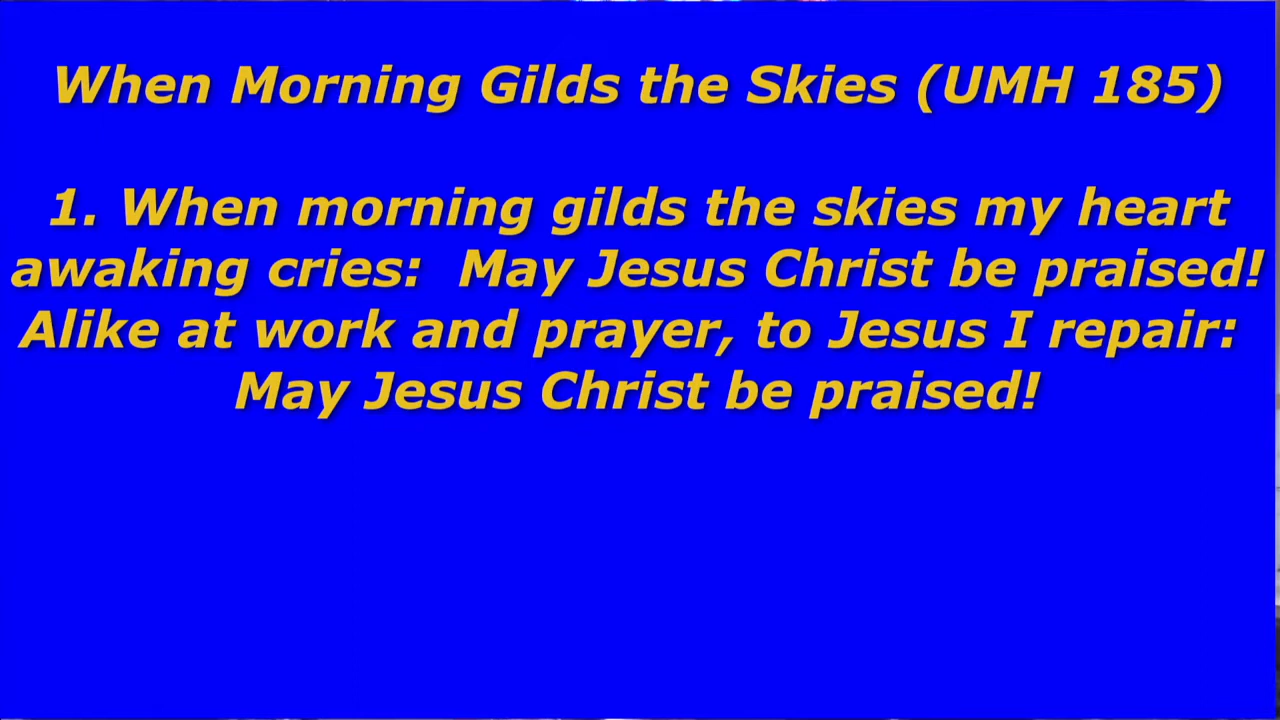 When Morning Gilds the Skies (UMH 185)
1. When morning gilds the skies my heart
awaking cries:  May Jesus Christ be praised!
Alike at work and prayer, to Jesus I repair:
May Jesus Christ be praised!